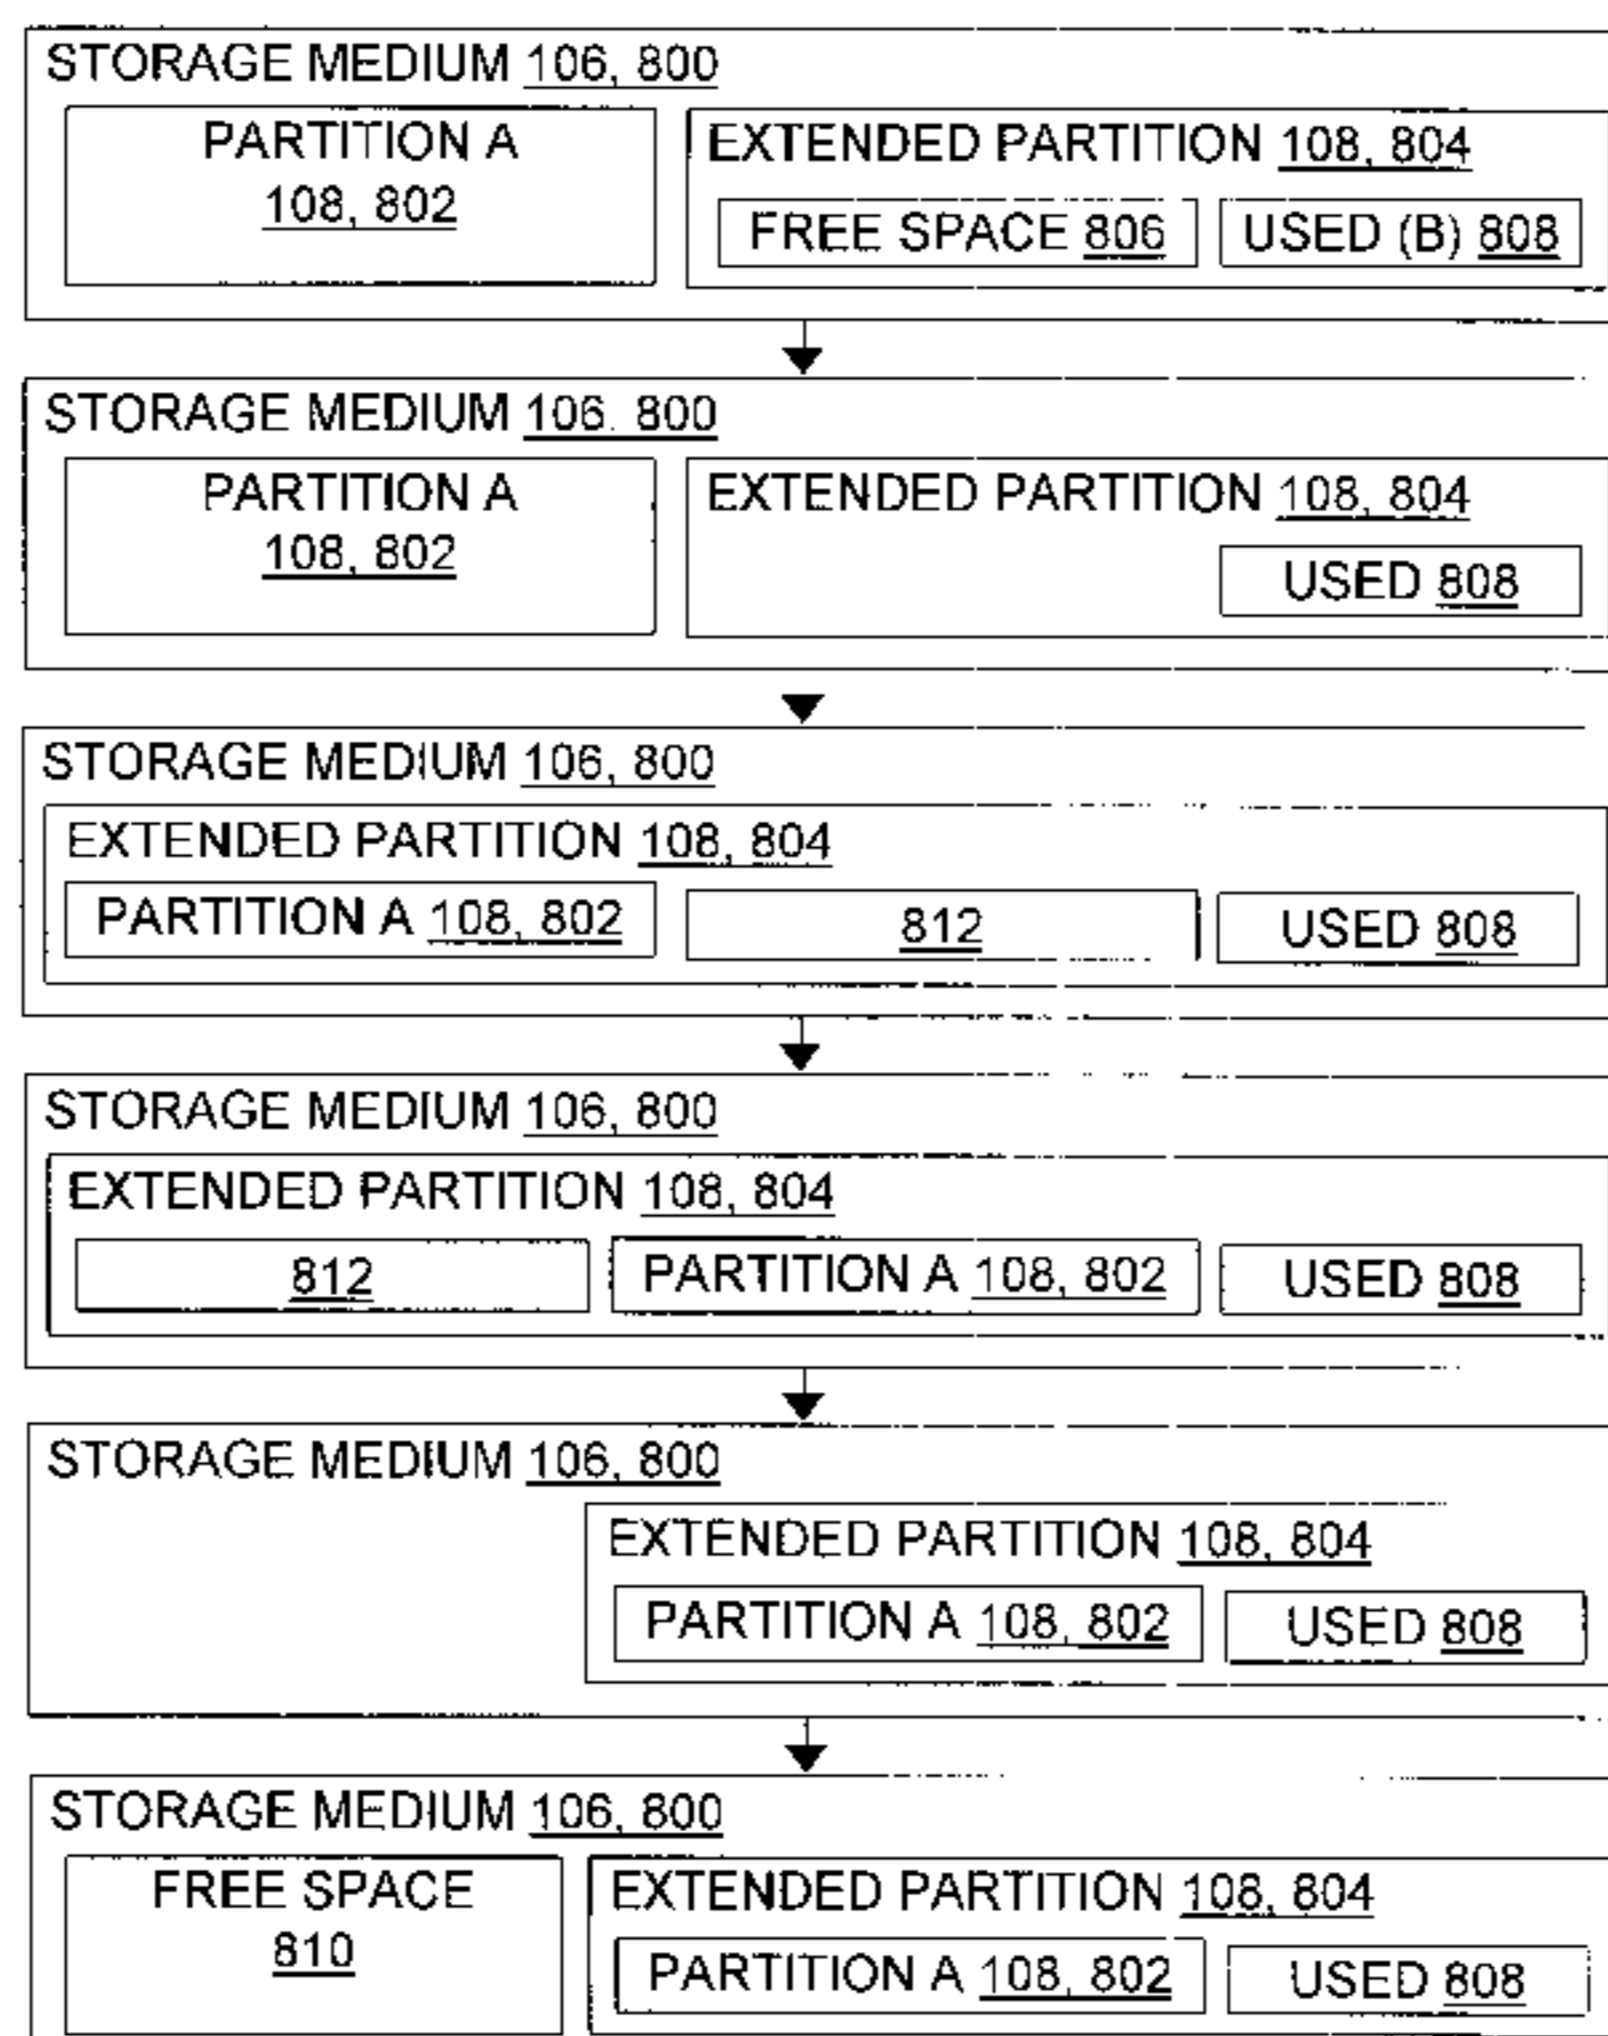 STORAGE MEDIUM 106, 800
PARTITION A
108, 802
EXTENDED PARTITION 108, 804
FREE SPACE 806
USED (B) 808
STORAGE MEDIUM 106. 800
PARTITION A
108, 802
EXTENDED PARTITION 108, 804
USED 808
STORAGE MEDIUM 106, 800
EXTENDED PARTITION 108, 804
PARTITION A 108, 802
812
USED 808
STORAGE MEDIUM 106, 800
EXTENDED PARTITION 108, 804
812
PARTITION A 108, 802
USED 808
STORAGE MEDIUM 106, 800
EXTENDED PARTITION 108, 804
PARTITION A 108, 802
USED 808
STORAGE MEDIUM 106, 800
FREE SPACE
810
EXTENDED PARTITION 108, 804
PARTITION A 108, 802
USED 808